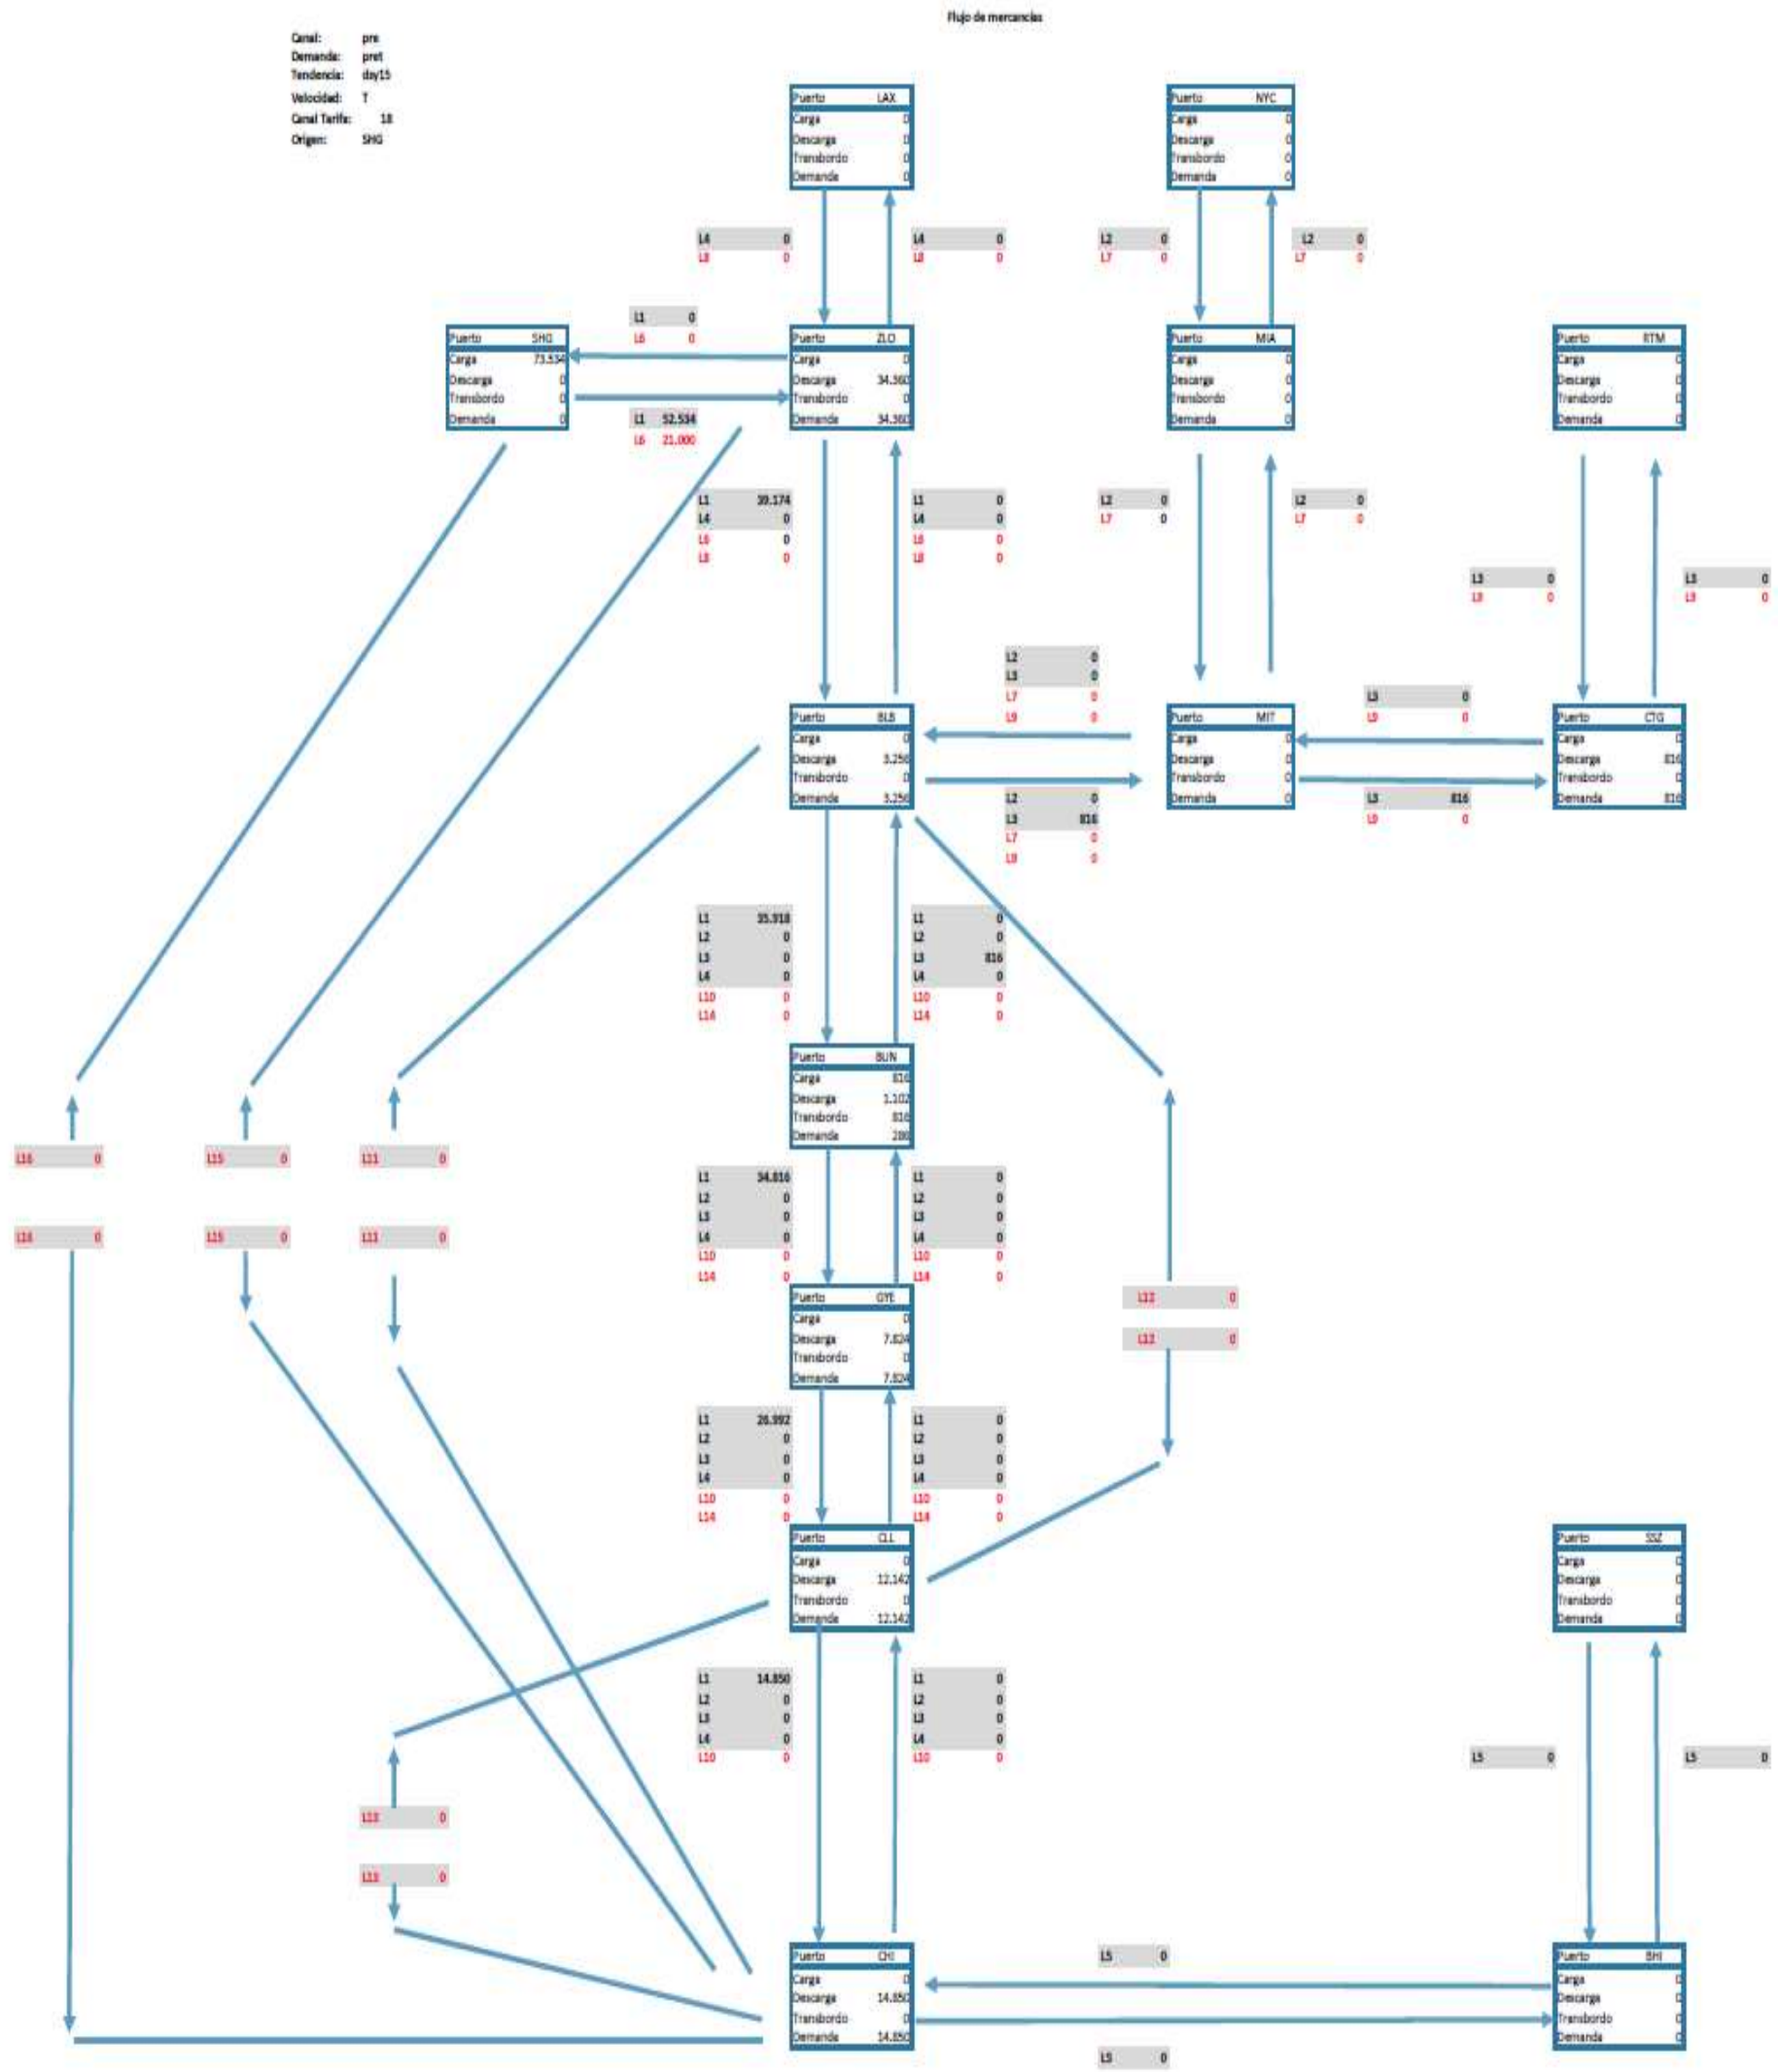 Flujo de mercancías
Canal: pre
Demanda: pret
Tendencia: day15
Velocidad: T
Canal Tarifa: 18
Origen: SHG
Puerto LAX
Carga 0
Descarga 0
Transbordo 0
Demanda 0
Puerto NYC
Carga 0
Descarga 0
Transbordo 0
Demanda 0
L4 0
L8 0
L4 0
L8 0
L2 0
L7 0
L2 0
L7 0
L1 0
L6 0
Puerto SHG
Carga 73.534
Descarga 0
Transbordo 0
Demanda 0
L1 52.534
L6 21.000
Puerto ZLO
Carga 0
Descarga 34.360
Transbordo 0
Demanda 34.360
Puerto MIA
Carga 0
Descarga 0
Transbordo 0
Demanda 0
Puerto RTM
Carga 0
Descarga 0
Transbordo 0
Demanda 0
L1 39.174
L4 0
L6 0
L8 0
L1 0
L4 0
L6 0
L8 0
L2 0
L7 0
L2 0
L7 0
L3 0
L9 0
L3 0
L9 0
L2 0
L3 0
L7 0
L9 0
L3 0
L9 0
Puerto BLB
Carga 0
Descarga 3.256
Transbordo 0
Demanda 3.256
Puerto MIT
Carga 0
Descarga 0
Transbordo 0
Demanda 0
Puerto CTG
Carga 0
Descarga 816
Transbordo 0
Demanda 816
L2 0
L3 816
L7 0
L9 0
L3 816
L9 0
L1 35.918
L2 0
L3 0
L4 0
L10 0
L14 0
L1 0
L2 0
L3 816
L4 0
L10 0
L14 0
Puerto BUN
Carga 816
Descarga 1.102
Transbordo 816
Demanda 286
L16 0
L15 0
L11 0
L16 0
L15 0
L11 0
L1 34.816
L2 0
L3 0
L4 0
L10 0
L14 0
L1 0
L2 0
L3 0
L4 0
L10 0
L14 0
L12 0
L12 0
Puerto GYE
Carga 0
Descarga 7.824
Transbordo 0
Demanda 7.824
L1 26.992
L2 0
L3 0
L4 0
L10 0
L14 0
L1 0
L2 0
L3 0
L4 0
L10 0
L14 0
Puerto CLL
Carga 0
Descarga 12.142
Transbordo 0
Demanda 12.142
Puerto SSZ
Carga 0
Descarga 0
Transbordo 0
Demanda 0
L1 14.850
L2 0
L3 0
L4 0
L10 0
L1 0
L2 0
L3 0
L4 0
L10 0
L5 0
L5 0
L13 0
L13 0
Puerto CHI
Carga 0
Descarga 14.850
Transbordo 0
Demanda 14.850
L5 0
L5 0
Puerto BHI
Carga 0
Descarga 0
Transbordo 0
Demanda 0